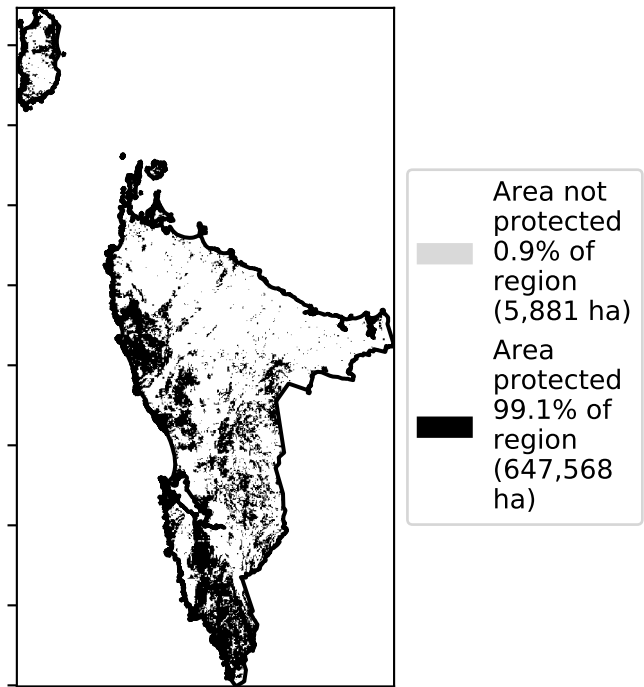 Area not
protected
0.9% of
region
(5,881 ha)
Area
protected
99.1% of
region
(647,568
ha)